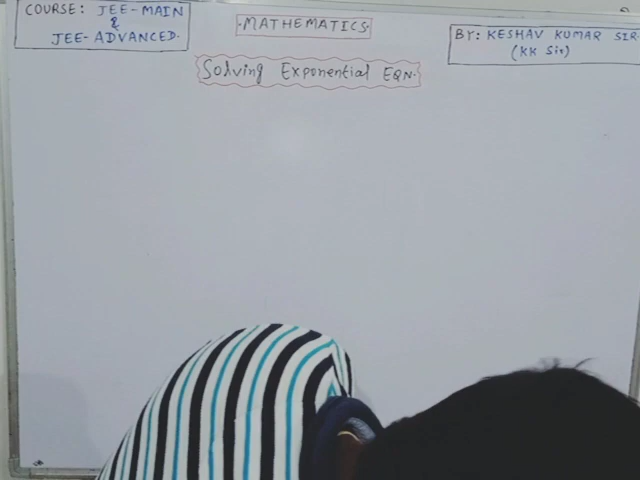 COURSE: JEE-MAIN
&
JEE-ADVANCED.
.MATHEMATICS.
BY: KESHAV KUMAR SIR.
(KK Sir)
Solving Exponential EQN.